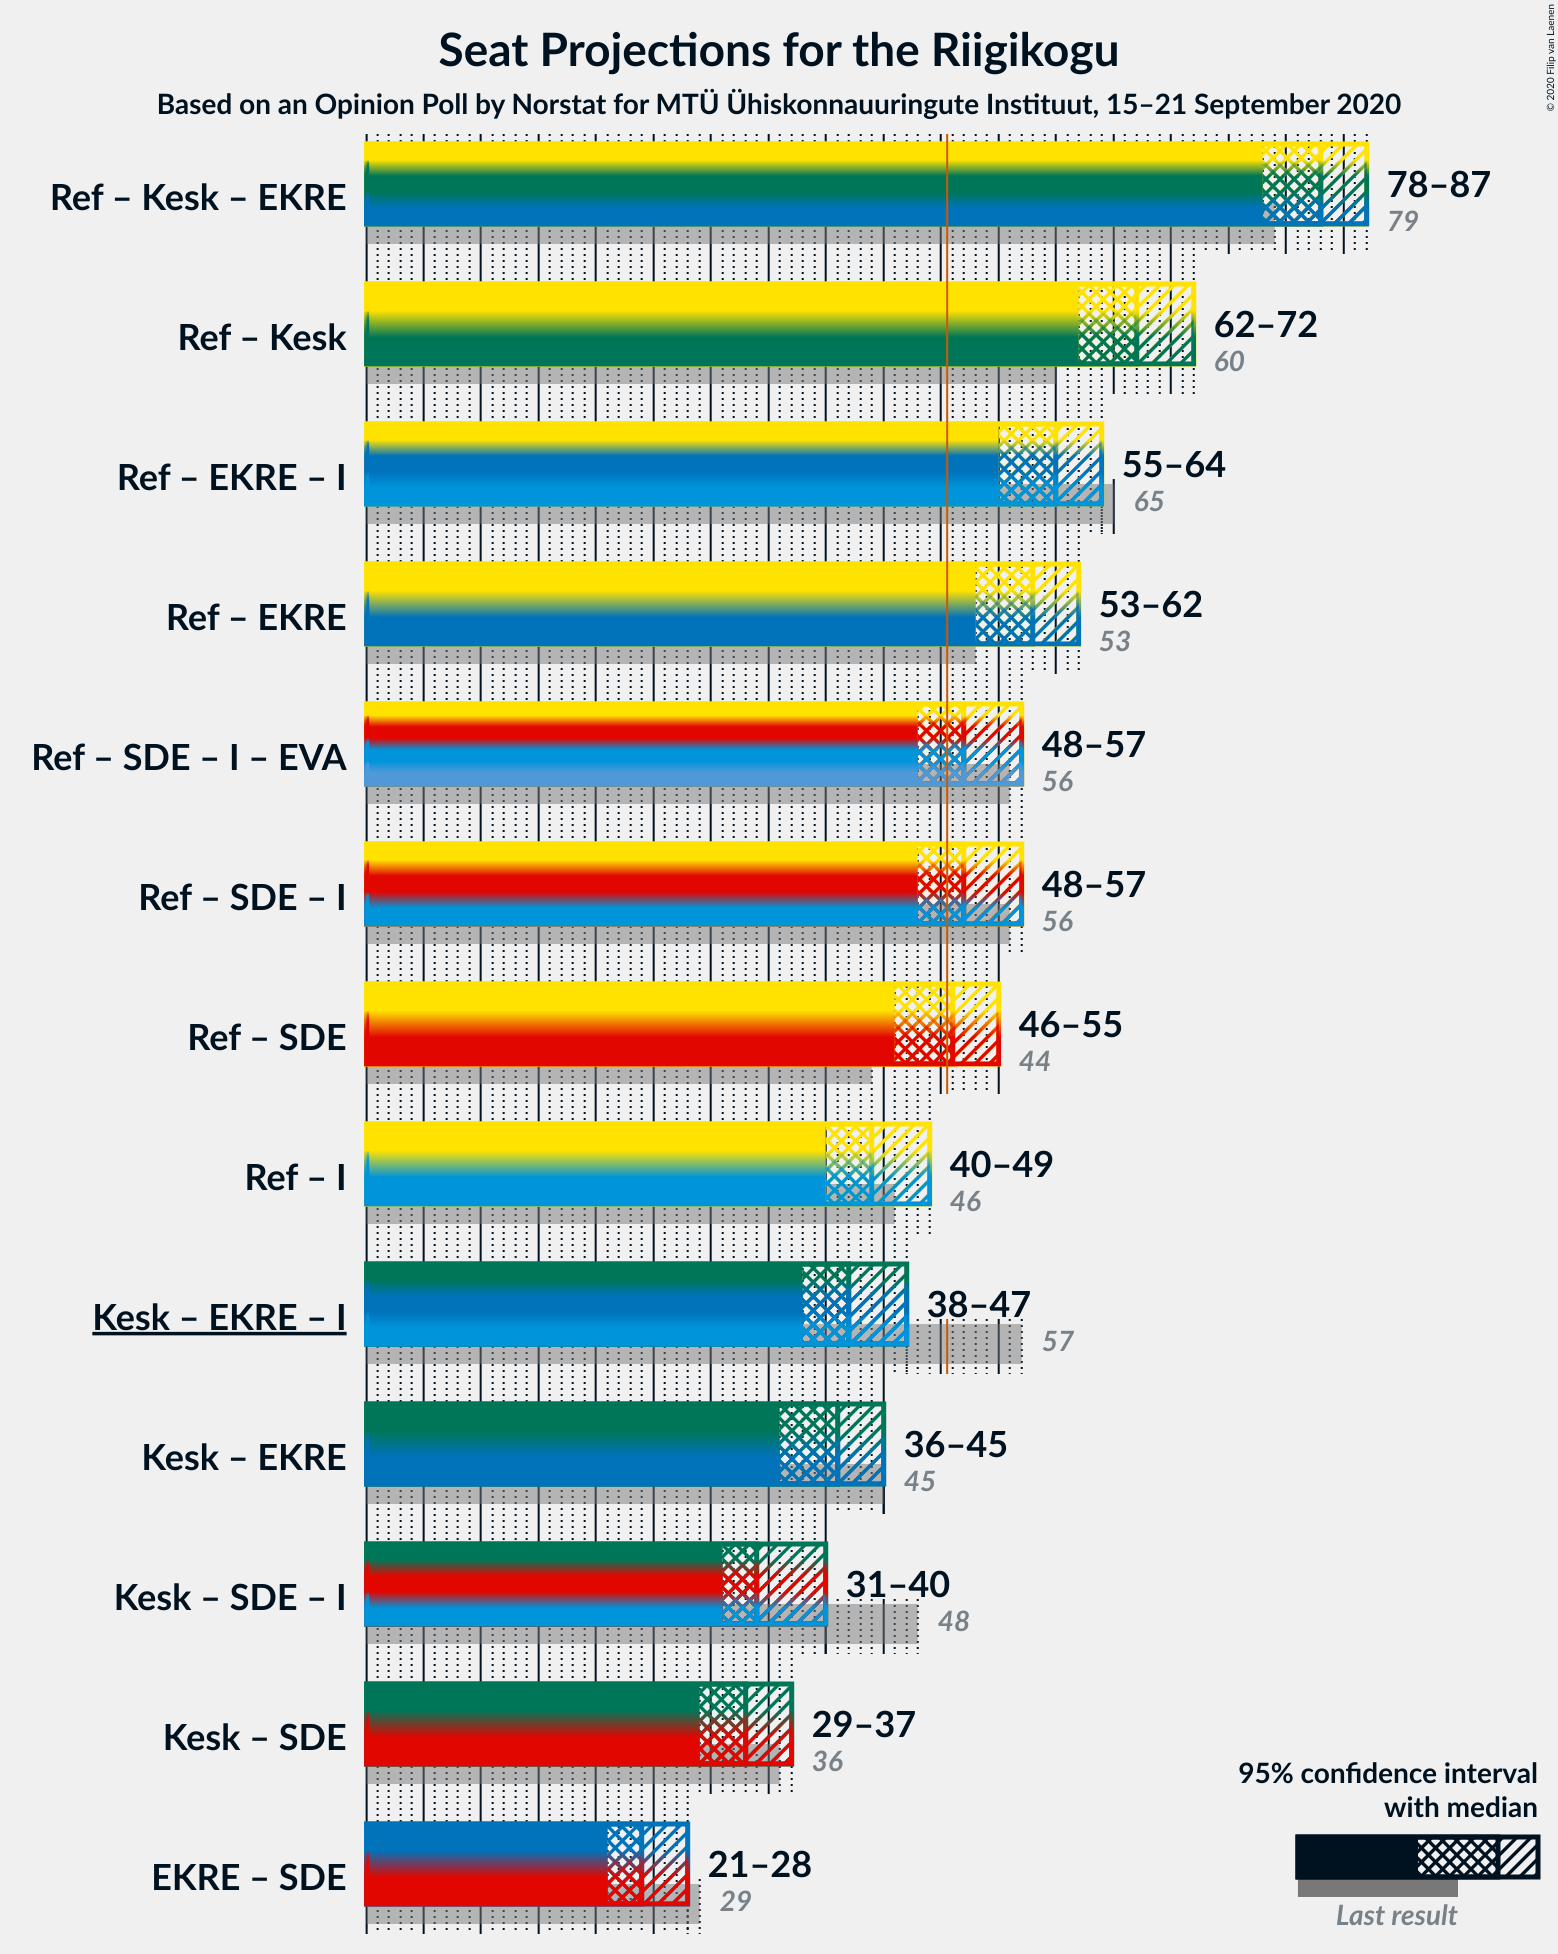 Seat Projections for the Riigikogu
Based on an Opinion Poll by Norstat for MTÜ Ühiskonnauuringute Instituut, 15–21 September 2020
© 2020 Filip van Laenen
Ref – Kesk – EKRE
78–87
79
Ref – Kesk
62–72
60
Ref – EKRE – I
55–64
65
Ref – EKRE
53–62
53
Ref – SDE – I – EVA
48–57
56
Ref – SDE – I
48–57
56
Ref – SDE
46–55
44
Ref – I
40–49
46
Kesk – EKRE – I
38–47
57
Kesk – EKRE
36–45
45
Kesk – SDE – I
31–40
48
Kesk – SDE
29–37
36
EKRE – SDE
21–28
29
95% confidence interval
with median
Last result